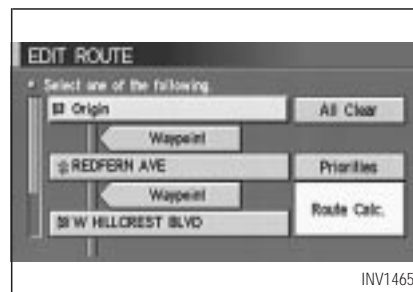 EDIT ROUTE
Select one of the following.
Origin
All Clear
Waypoint
REDFERN AVE
Priorities
Waypoint
W HILLCREST BLVD
Route Calc.
INV1465